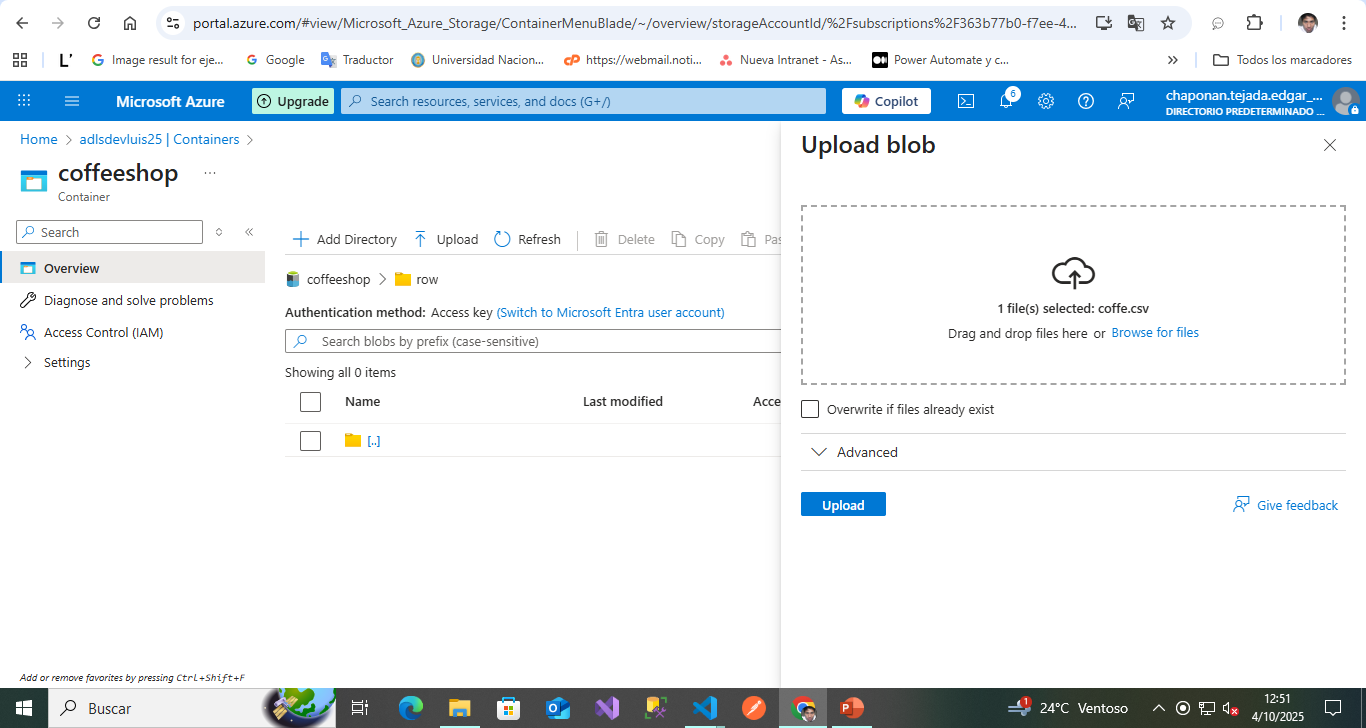 portal.azure.com/#view/Microsoft_Azure_Storage/ContainerMenuBlade/~/overview/storageAccountId/%2Fsubscriptions%2F363b77b0-f7ee-4...
L'
Image result for eje...
Google
Traductor
Universidad Nacion...
https://webmail.noti...
Nueva Intranet - As...
Power Automate y c...
»
Todos los marcadores
Microsoft Azure
Upgrade
Search resources, services, and docs (G+/)
Copilot
6
chaponan.tejada.edgar_...
DIRECTORIO PREDETERMINADO ...
Home > adlsdevluis25 | Containers >
coffeeshop ...
Container
Search
Overview
Diagnose and solve problems
Access Control (IAM)
Settings
Add or remove favorites by pressing Ctrl+Shift+F
Add Directory
Upload
Refresh
Delete
Copy
Pas
coffeeshop > row
Authentication method: Access key (Switch to Microsoft Entra user account)
Search blobs by prefix (case-sensitive)
Showing all 0 items
Name Last modified Acce
[..]
Upload blob
1 file(s) selected: coffe.csv
Drag and drop files here or Browse for files
Overwrite if files already exist
Advanced
Upload
Give feedback
Buscar
1
24°C Ventoso
12:51
4/10/2025